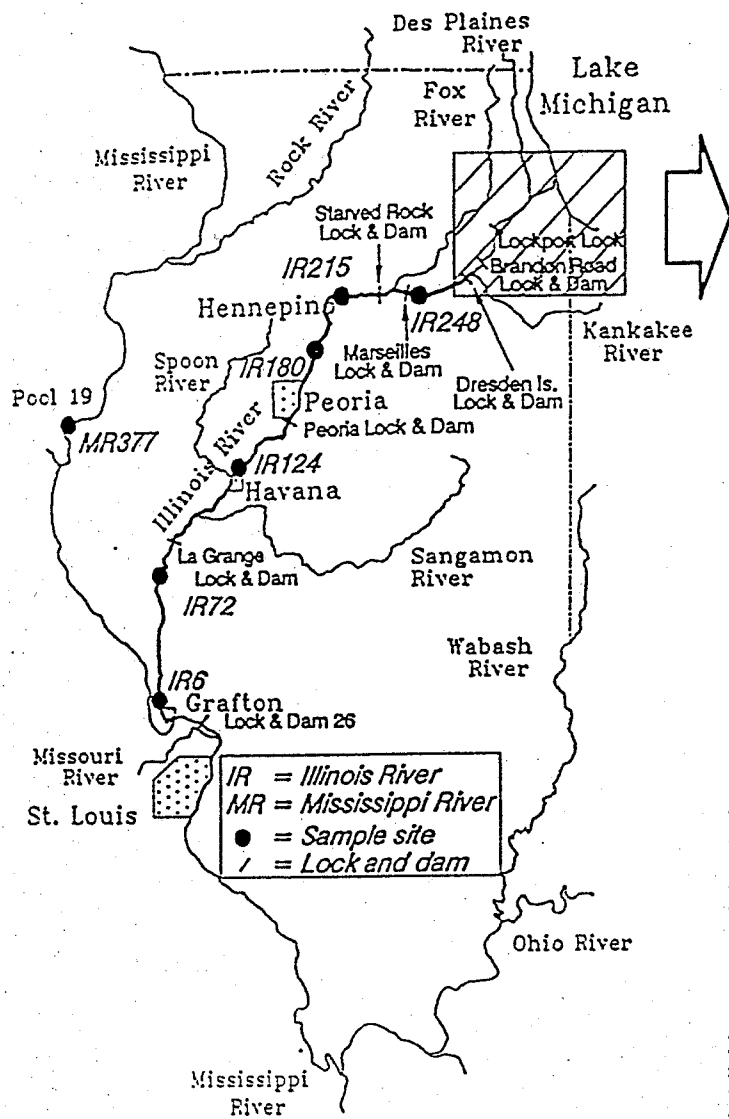 Des Plaines
River
Lake
Michigan
Fox
River
Rock River
Mississippi
River
Starved Rock
Lock & Dam
Lockport Lock
Brandon Road
Lock & Dam
IR215
Hennepin
IR248
Kankakee
River
Marseilles
Lock & Dam
Dresden Is.
Lock & Dam
Spoon
River
IR180
Peoria
Peoria Lock & Dam
Pool 19
MR377
Illinois River
IR124
Havana
La Grange
Lock & Dam
Sangamon
River
IR72
Wabash
River
IR6
Grafton
Lock & Dam 26
Missouri
River
St. Louis
IR = Illinois River
MR = Mississippi River
● = Sample site
/ = Lock and dam
Ohio River
Mississippi
River